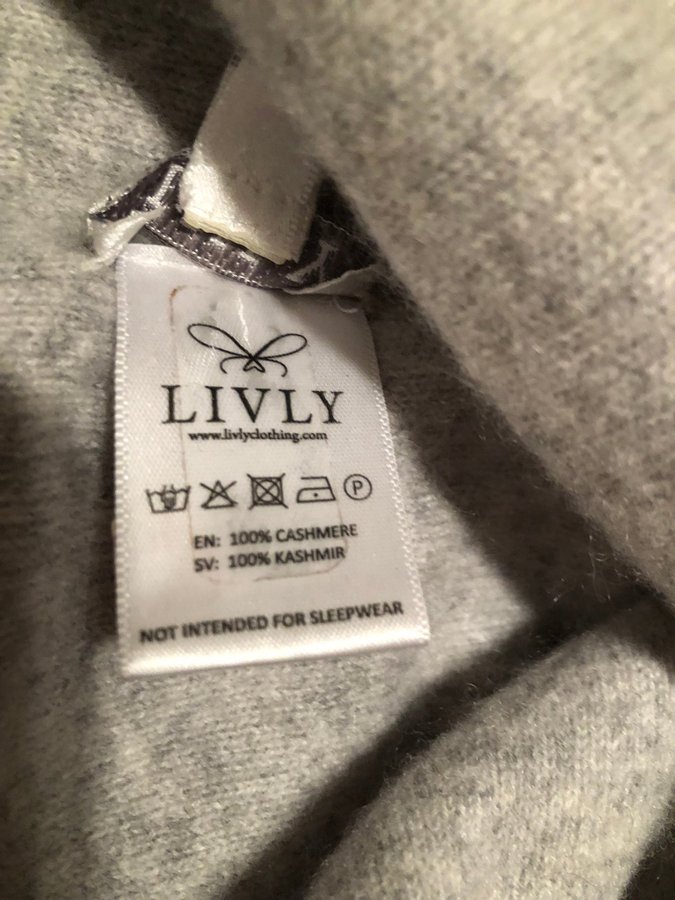 LIVLY
www.livlyclothing.com
P
EN: 100% CASHMERE
SV: 100% KASHMIR
NOT INTENDED FOR SLEEPWEAR